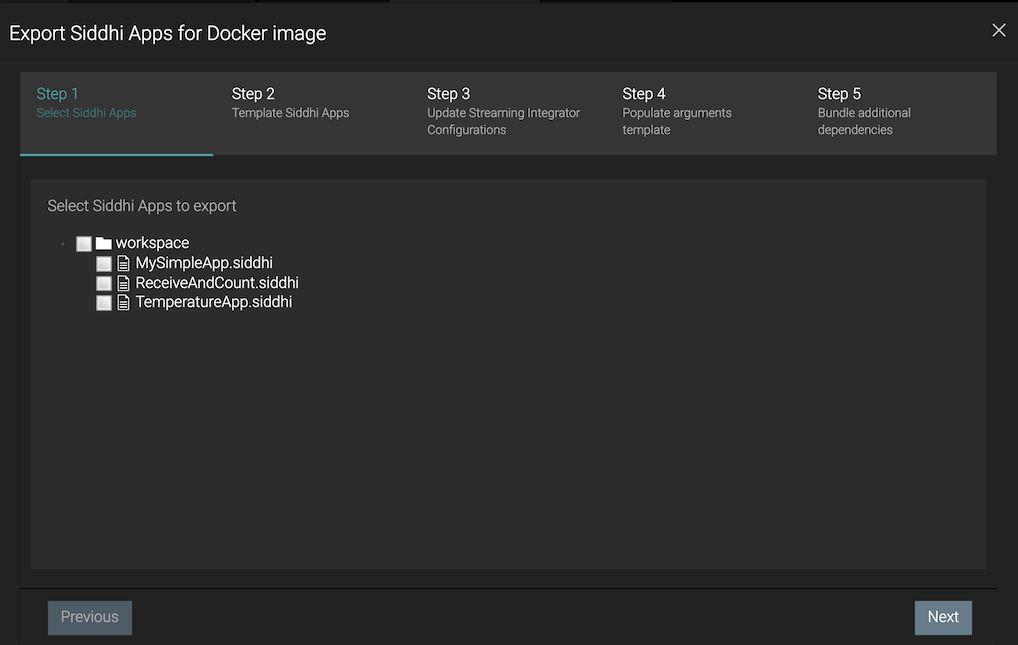 Export Siddhi Apps for Docker image
Step 1
Select Siddhi Apps
Step 2
Template Siddhi Apps
Step 3
Update Streaming Integrator
Configurations
Step 4
Populate arguments
template
Step 5
Bundle additional
dependencies
Select Siddhi Apps to export
workspace
MySimpleApp.siddhi
ReceiveAndCount.siddhi
TemperatureApp.siddhi
Previous
Next